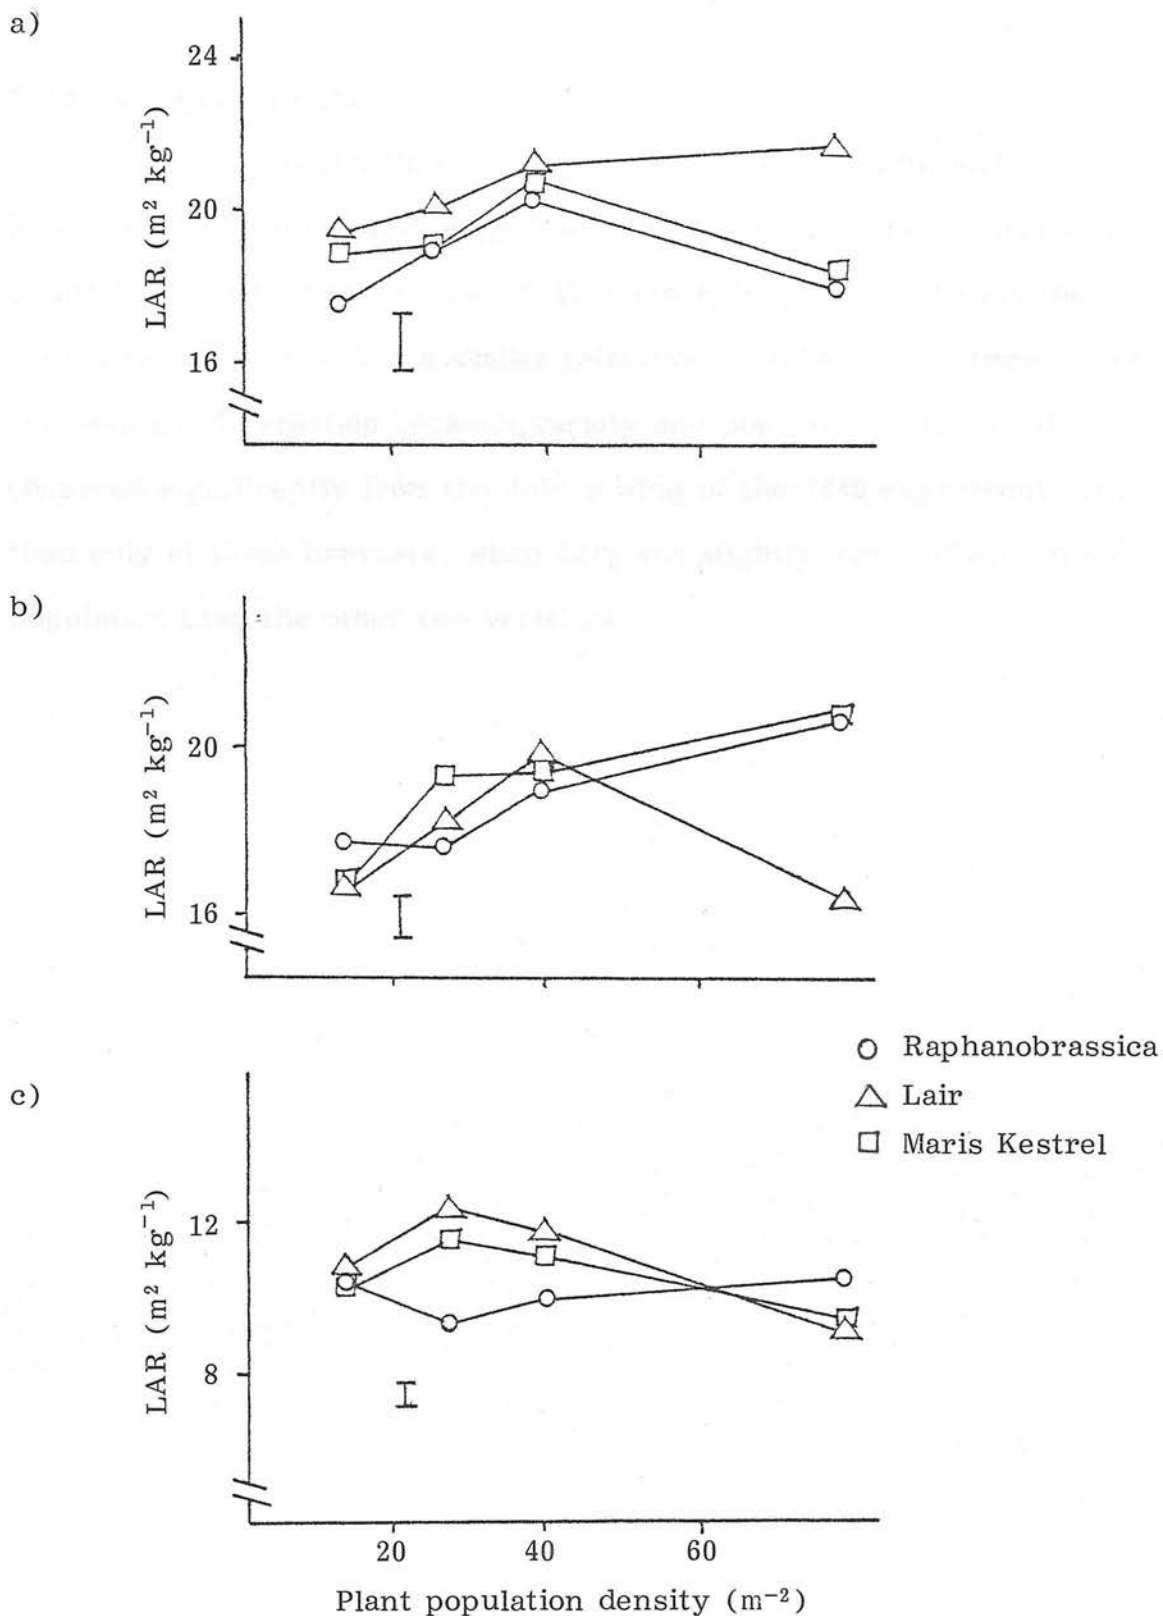 a)
24
20
16
LAR (m² kg⁻¹)
b)
20
16
LAR (m² kg⁻¹)
○ Raphanobrassica
△ Lair
□ Maris Kestrel
c)
12
8
LAR (m² kg⁻¹)
20 40 60
Plant population density (m⁻²)